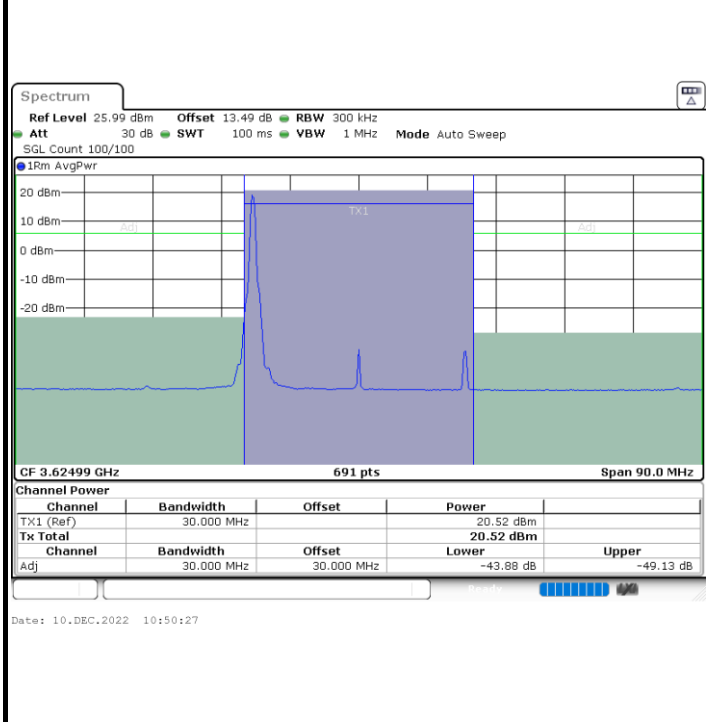 Spectrum
Ref Level 25.99 dBm Offset 13.49 dB RBW 300 kHz
Att 30 dB SWT 100 ms VBW 1 MHz Mode Auto Sweep
SGL Count 100/100
1Rm AvgPwr
20 dBm
TX1
10 dBm
Adj Adj
0 dBm
-10 dBm
-20 dBm
CF 3.62499 GHz 691 pts Span 90.0 MHz
Channel Power
Channel Bandwidth Offset Power
TX1 (Ref) 30.000 MHz 20.52 dBm
Tx Total 20.52 dBm
Channel Bandwidth Offset Lower Upper
Adj 30.000 MHz 30.000 MHz -43.88 dB -49.13 dB
Ready
Date: 10.DEC.2022 10:50:27